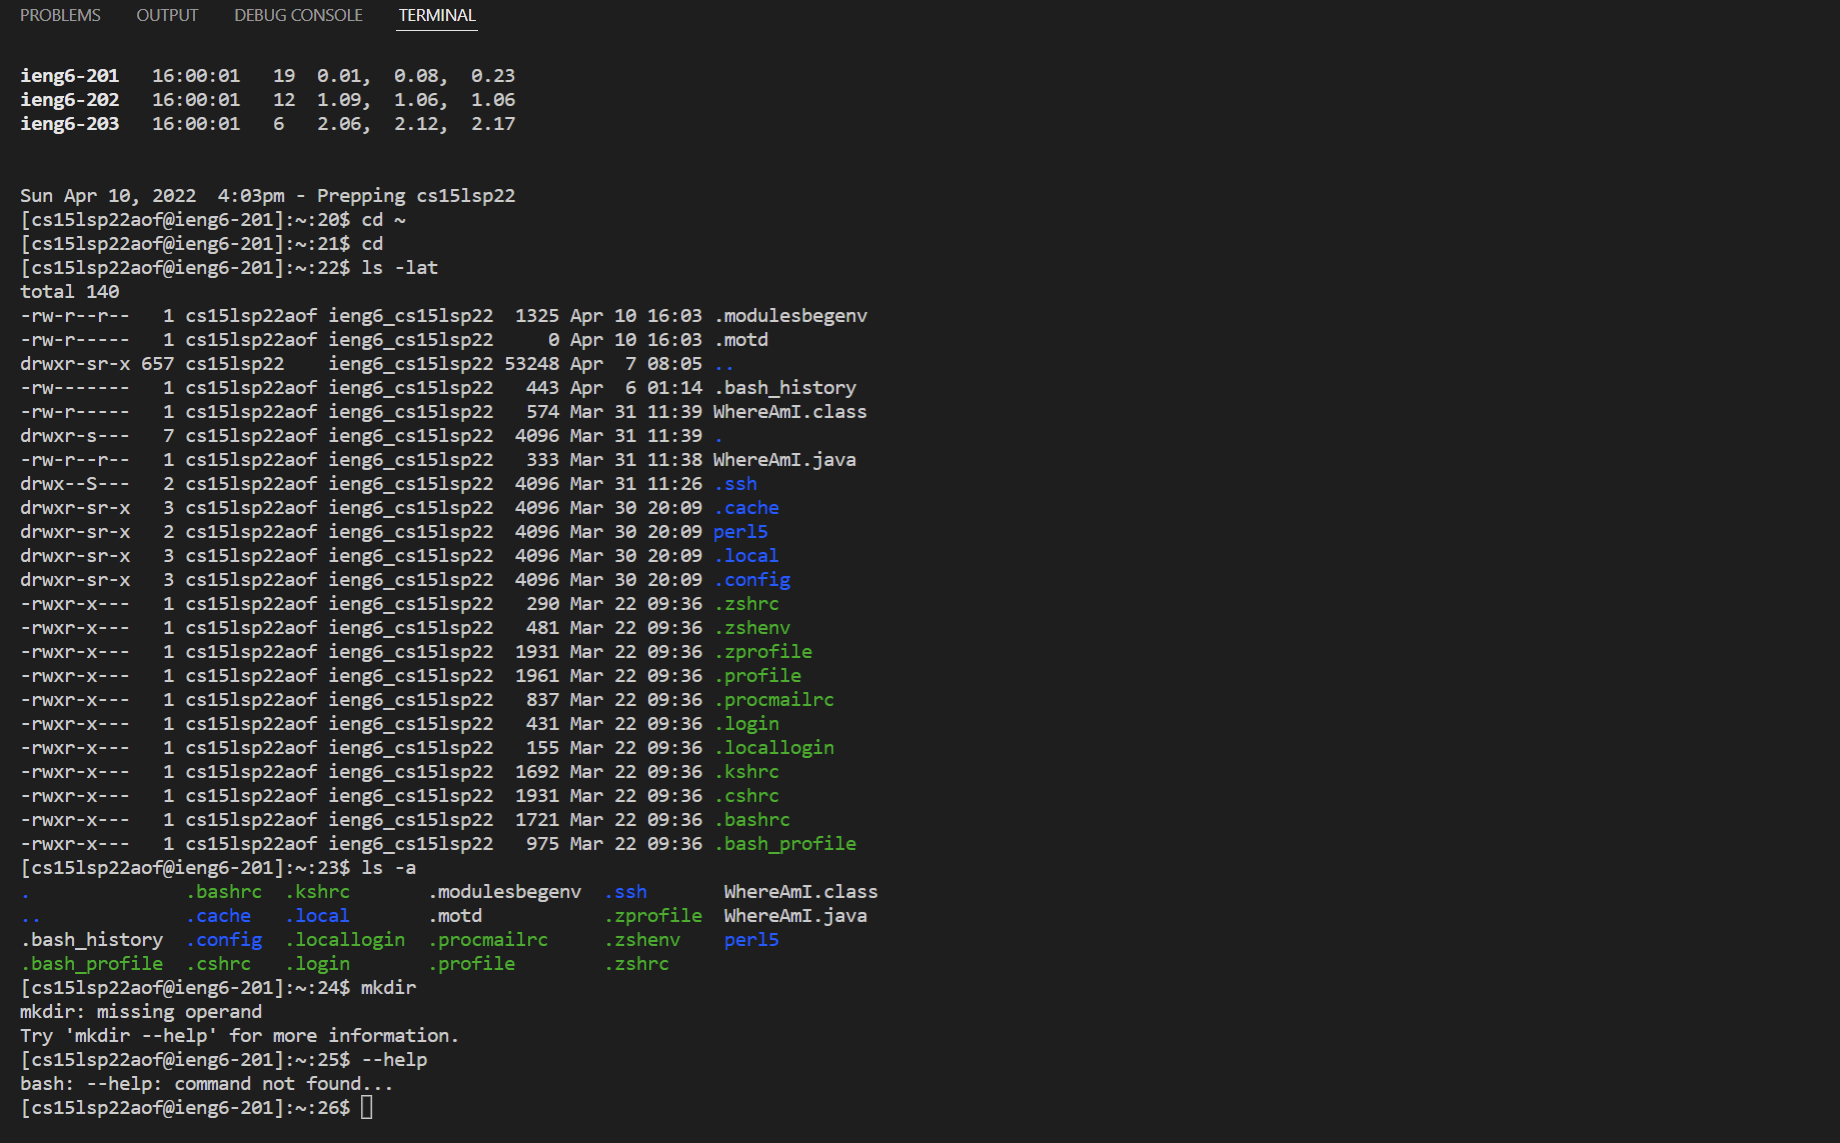 PROBLEMS OUTPUT DEBUG CONSOLE TERMINAL
ieng6-201   16:00:01   19  0.01,  0.08,  0.23
ieng6-202   16:00:01   12  1.09,  1.06,  1.06
ieng6-203   16:00:01   6   2.06,  2.12,  2.17
Sun Apr 10, 2022  4:03pm - Prepping cs15lsp22
[cs15lsp22aof@ieng6-201]:~:20$ cd ~
[cs15lsp22aof@ieng6-201]:~:21$ cd
[cs15lsp22aof@ieng6-201]:~:22$ ls -lat
total 140
-rw-r--r--   1 cs15lsp22aof ieng6_cs15lsp22  1325 Apr 10 16:03 .modulesbegenv
-rw-r-----   1 cs15lsp22aof ieng6_cs15lsp22     0 Apr 10 16:03 .motd
drwxr-sr-x 657 cs15lsp22    ieng6_cs15lsp22 53248 Apr  7 08:05 ..
-rw-------   1 cs15lsp22aof ieng6_cs15lsp22   443 Apr  6 01:14 .bash_history
-rw-r-----   1 cs15lsp22aof ieng6_cs15lsp22   574 Mar 31 11:39 WhereAmI.class
drwxr-s---   7 cs15lsp22aof ieng6_cs15lsp22  4096 Mar 31 11:39 .
-rw-r--r--   1 cs15lsp22aof ieng6_cs15lsp22   333 Mar 31 11:38 WhereAmI.java
drwx--S---   2 cs15lsp22aof ieng6_cs15lsp22  4096 Mar 31 11:26 .ssh
drwxr-sr-x   3 cs15lsp22aof ieng6_cs15lsp22  4096 Mar 30 20:09 .cache
drwxr-sr-x   2 cs15lsp22aof ieng6_cs15lsp22  4096 Mar 30 20:09 perl5
drwxr-sr-x   3 cs15lsp22aof ieng6_cs15lsp22  4096 Mar 30 20:09 .local
drwxr-sr-x   3 cs15lsp22aof ieng6_cs15lsp22  4096 Mar 30 20:09 .config
-rwxr-x---   1 cs15lsp22aof ieng6_cs15lsp22   290 Mar 22 09:36 .zshrc
-rwxr-x---   1 cs15lsp22aof ieng6_cs15lsp22   481 Mar 22 09:36 .zshenv
-rwxr-x---   1 cs15lsp22aof ieng6_cs15lsp22  1931 Mar 22 09:36 .zprofile
-rwxr-x---   1 cs15lsp22aof ieng6_cs15lsp22  1961 Mar 22 09:36 .profile
-rwxr-x---   1 cs15lsp22aof ieng6_cs15lsp22   837 Mar 22 09:36 .procmailrc
-rwxr-x---   1 cs15lsp22aof ieng6_cs15lsp22   431 Mar 22 09:36 .login
-rwxr-x---   1 cs15lsp22aof ieng6_cs15lsp22   155 Mar 22 09:36 .locallogin
-rwxr-x---   1 cs15lsp22aof ieng6_cs15lsp22  1692 Mar 22 09:36 .kshrc
-rwxr-x---   1 cs15lsp22aof ieng6_cs15lsp22  1931 Mar 22 09:36 .cshrc
-rwxr-x---   1 cs15lsp22aof ieng6_cs15lsp22  1721 Mar 22 09:36 .bashrc
-rwxr-x---   1 cs15lsp22aof ieng6_cs15lsp22   975 Mar 22 09:36 .bash_profile
[cs15lsp22aof@ieng6-201]:~:23$ ls -a
.              .bashrc  .kshrc       .modulesbegenv  .ssh       WhereAmI.class
..             .cache   .local       .motd           .zprofile  WhereAmI.java
.bash_history  .config  .locallogin  .procmailrc     .zshenv    perl5
.bash_profile  .cshrc   .login       .profile        .zshrc
[cs15lsp22aof@ieng6-201]:~:24$ mkdir
mkdir: missing operand
Try 'mkdir --help' for more information.
[cs15lsp22aof@ieng6-201]:~:25$ --help
bash: --help: command not found...
[cs15lsp22aof@ieng6-201]:~:26$